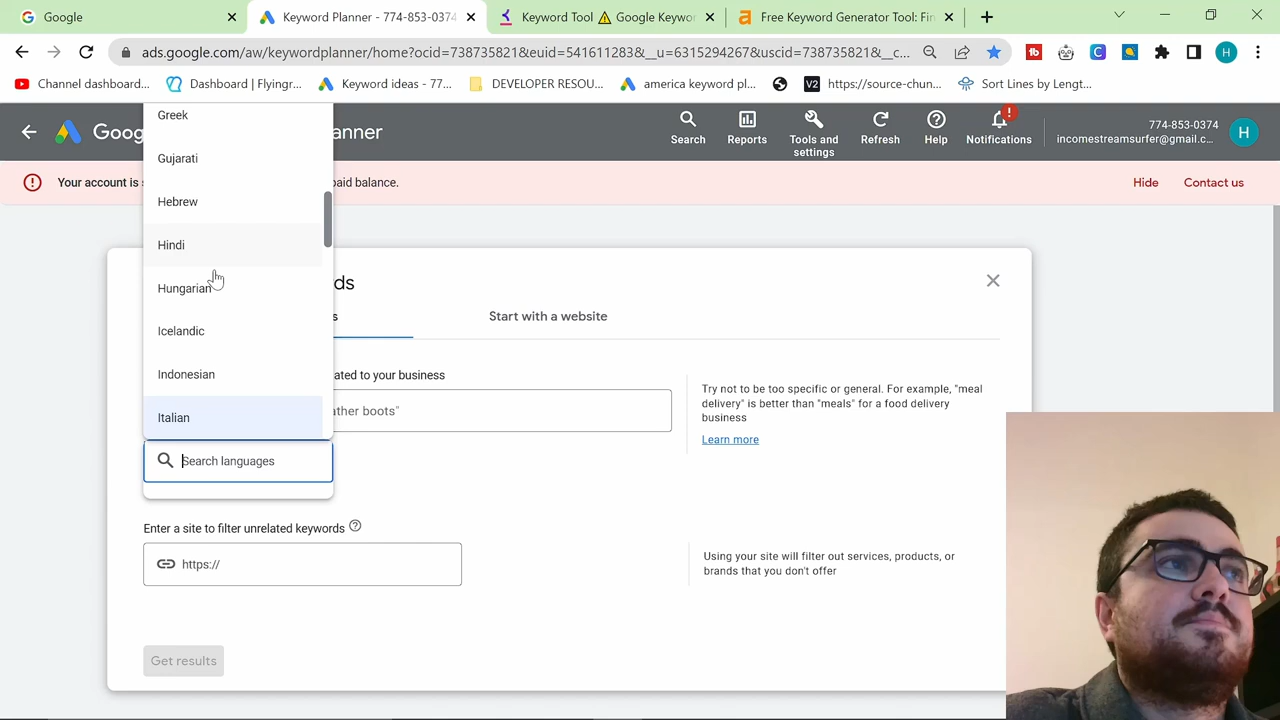 Google
Keyword Planner - 774-853-0374
Keyword Tool ⚠ Google Keywor
Free Keyword Generator Tool: Fin
ads.google.com/aw/keywordplanner/home?ocid=738735821&euid=541611283&__u=6315294267&uscid=738735821&__c...
Channel dashboard...
Dashboard | Flyingr...
Keyword ideas - 77...
DEVELOPER RESOU...
america keyword pl...
https://source-chun...
Sort Lines by Lengt...
Goog
anner
Search
Reports
Tools and
settings
Refresh
Help
Notifications
774-853-0374
incomestreamsurfer@gmail.c...
H
Your account is s
aid balance.
Hide
Contact us
Greek
Gujarati
Hebrew
Hindi
Hungarian
Icelandic
Indonesian
Italian
Search languages
ds
s
Start with a website
ated to your business
ther boots"
Try not to be too specific or general. For example, "meal
delivery" is better than "meals" for a food delivery
business
Learn more
Enter a site to filter unrelated keywords
https://
Using your site will filter out services, products, or
brands that you don't offer
Get results